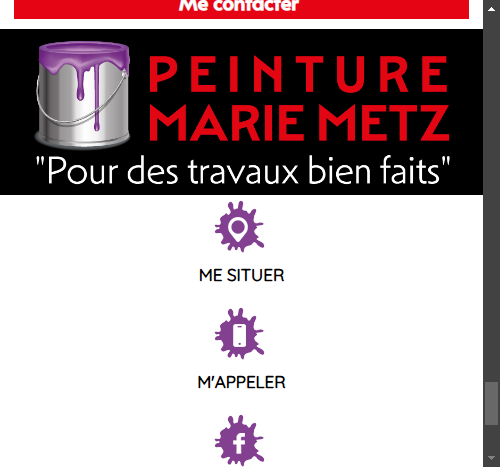 Me contacter
PEINTURE
MARIE METZ
"Pour des travaux bien faits"
ME SITUER
M'APPELER